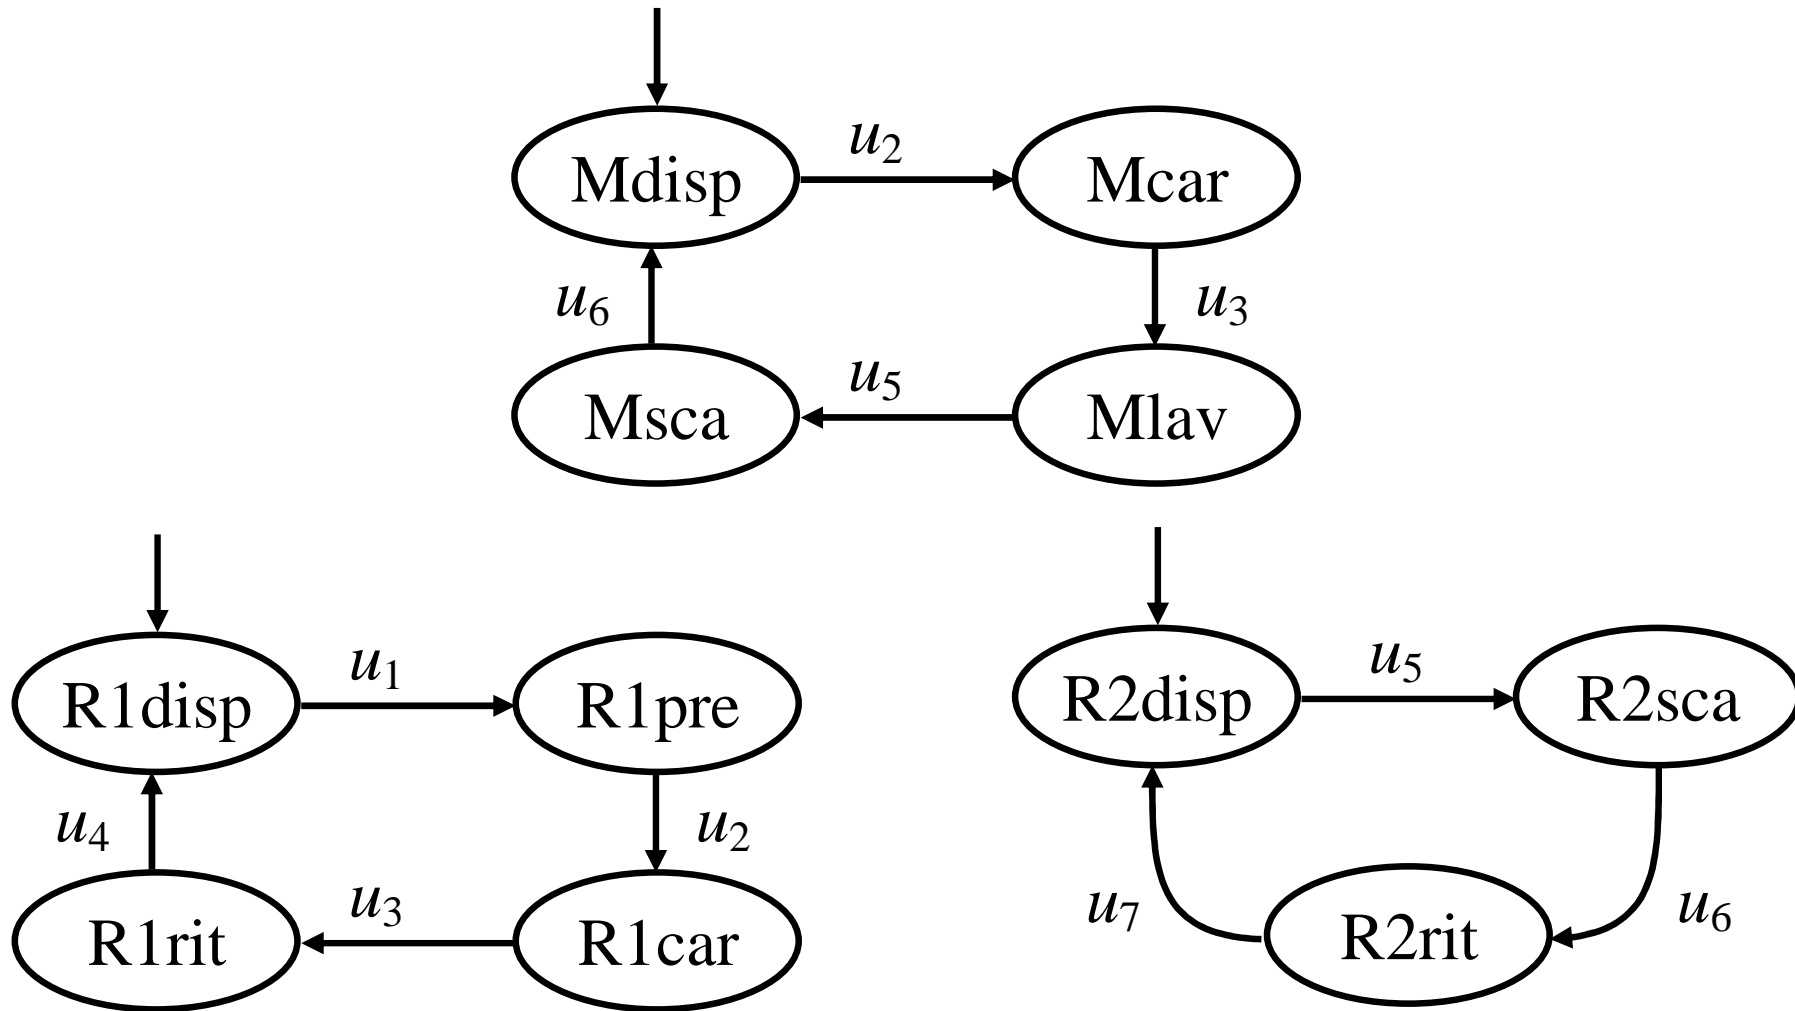 u2
Mdisp Mcar
u6 u3
u5
Msca Mlav
u1 u5
R1disp R1pre R2disp R2sca
u4 u2
u3 u7 u6
R1rit R1car R2rit